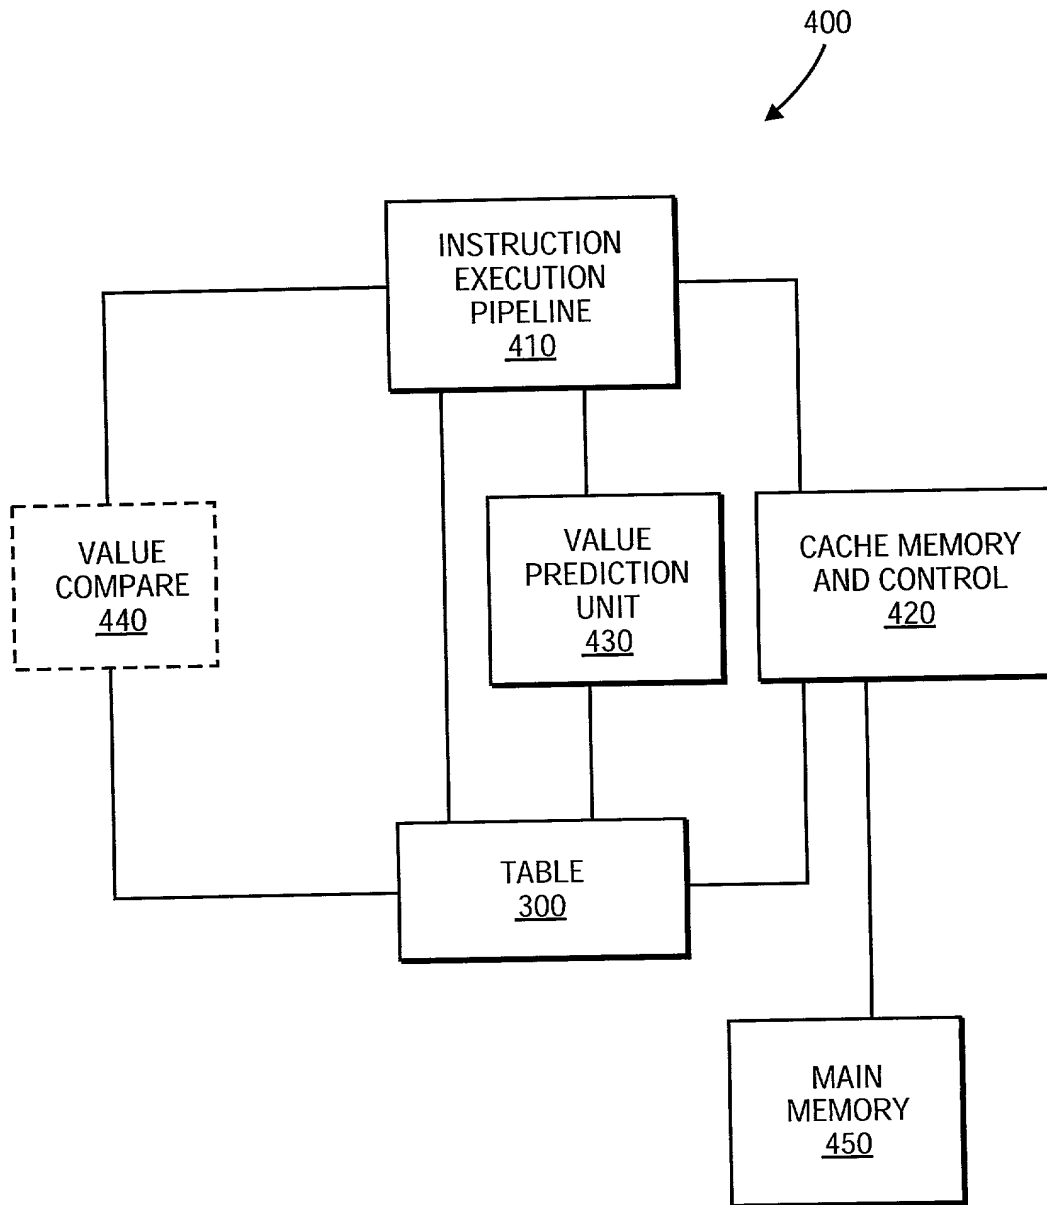 400
INSTRUCTION
EXECUTION
PIPELINE
410
VALUE
COMPARE
440
VALUE
PREDICTION
UNIT
430
CACHE MEMORY
AND CONTROL
420
TABLE
300
MAIN
MEMORY
450